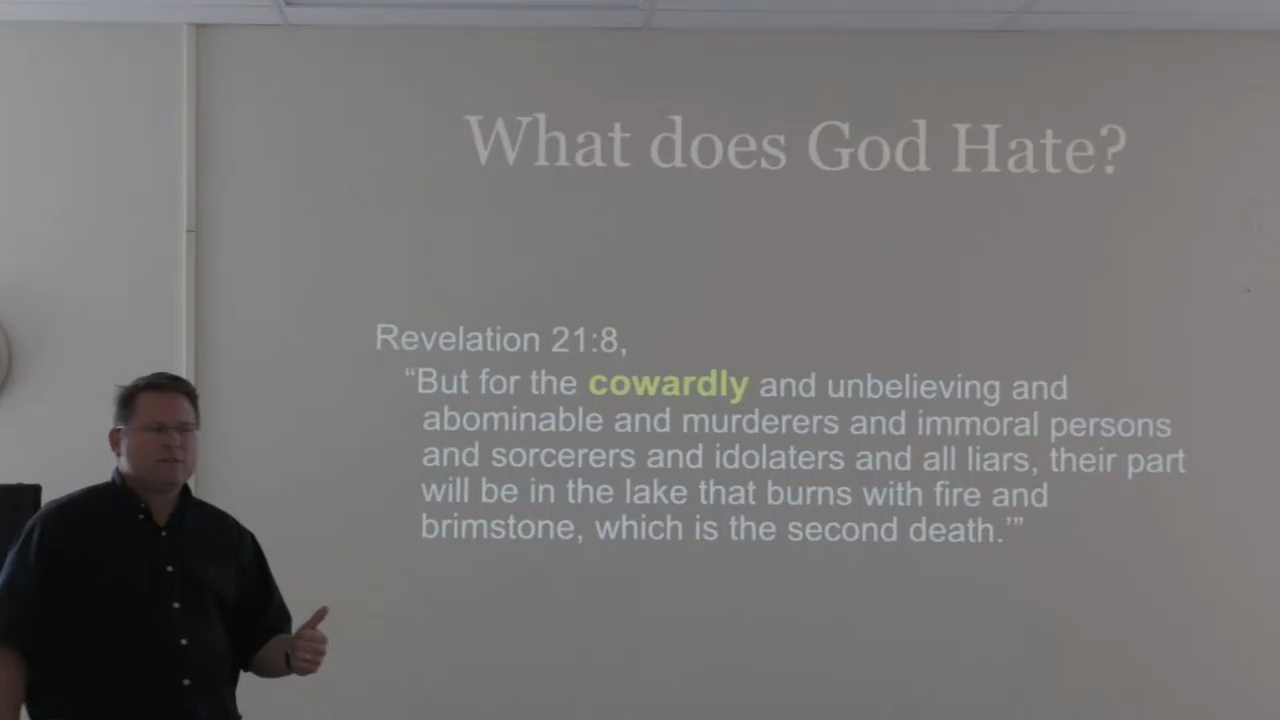 What does God Hate?
Revelation 21:8,
“But for the cowardly and unbelieving and
abominable and murderers and immoral persons
and sorcerers and idolaters and all liars, their part
will be in the lake that burns with fire and
brimstone, which is the second death.’”